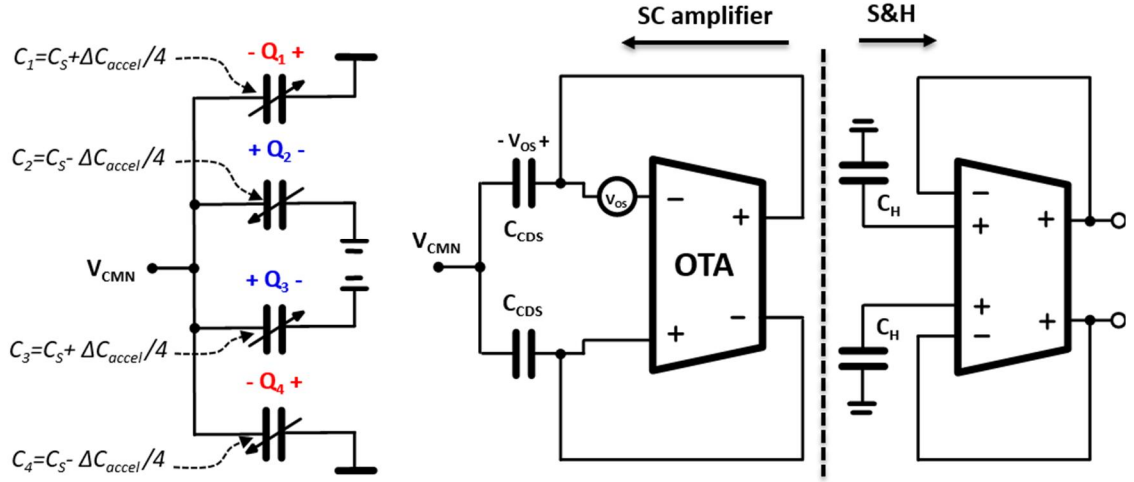 SC amplifier
S&H
C1=CS+ΔCaccel/4
- Q1 +
C2=CS- ΔCaccel/4
+ Q2 -
VCMN
+ Q3 -
C3=CS+ ΔCaccel/4
- Q4 +
C4=CS- ΔCaccel/4
- VOS +
VOS
CCDS
VCMN
CCDS
-
+
OTA
+
-
CH
CH
-
+
+
-
+
+